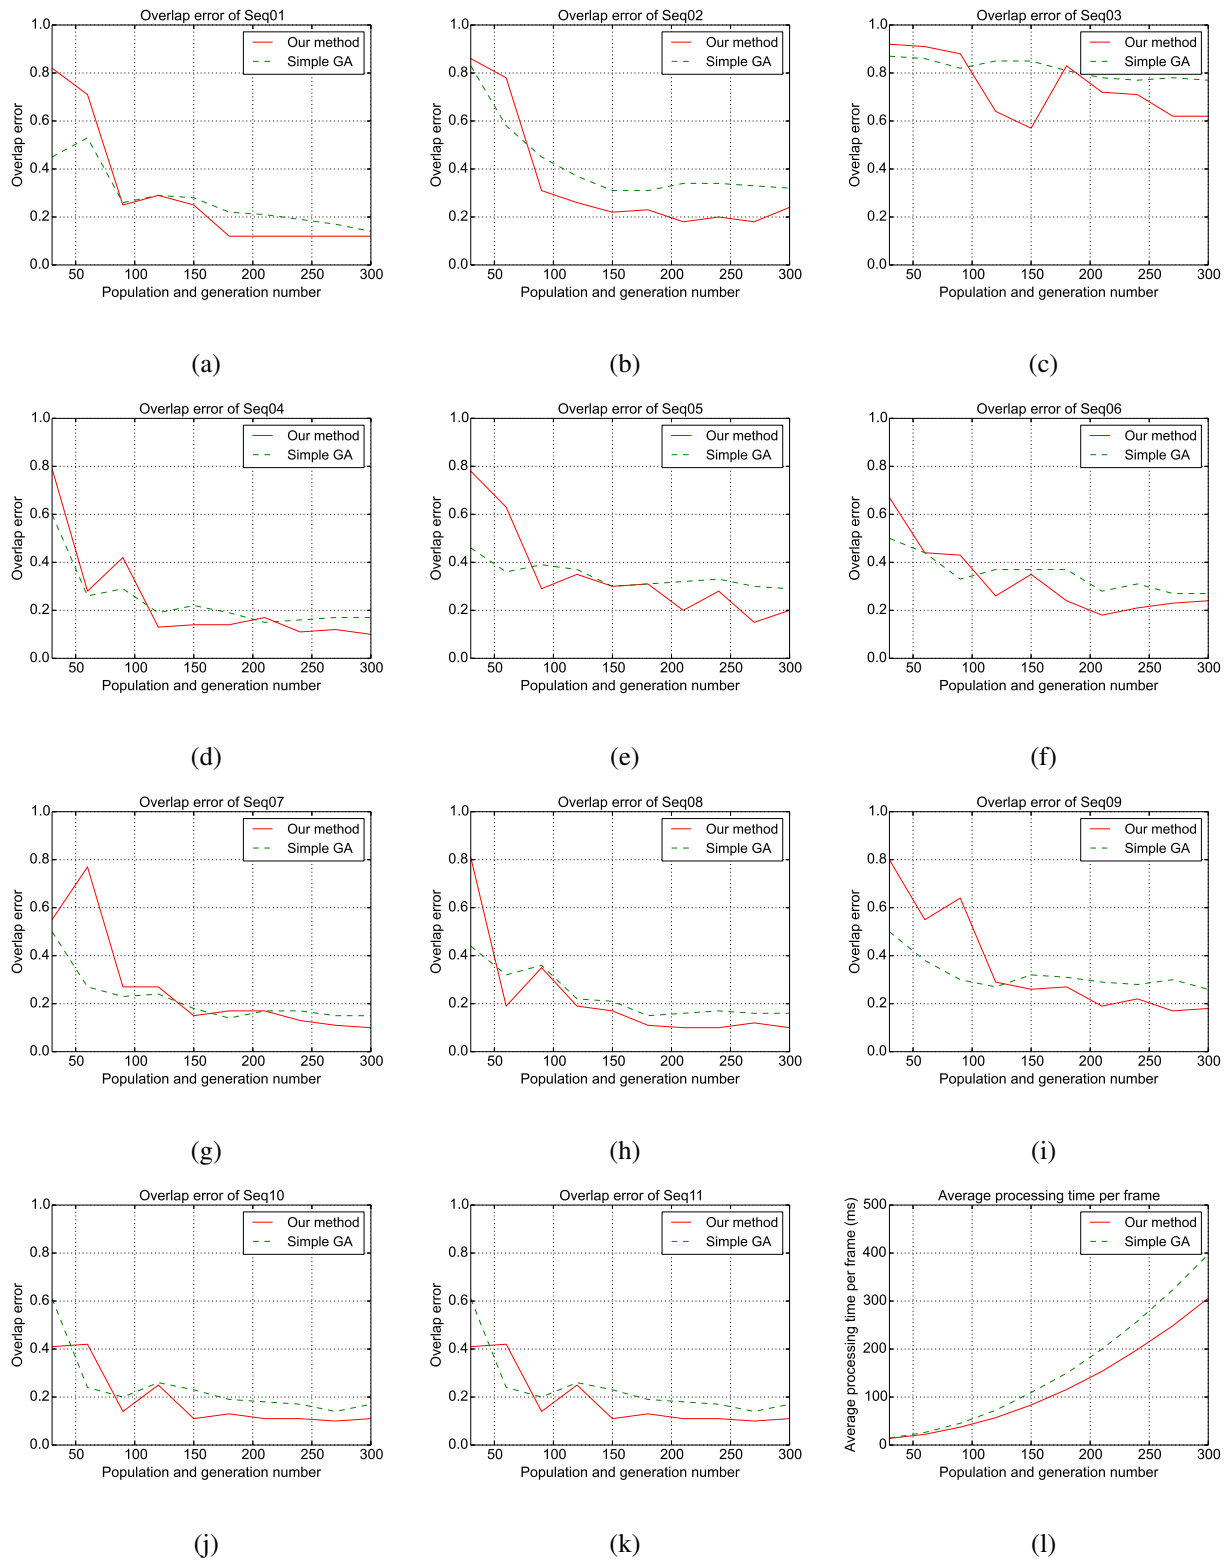 Overlap error of Seq01
Overlap error
1.0
0.8
0.6
0.4
0.2
0.0
Our method
Simple GA
50 100 150 200 250 300
Population and generation number
(a)
Overlap error of Seq02
Overlap error
1.0
0.8
0.6
0.4
0.2
0.0
Our method
Simple GA
50 100 150 200 250 300
Population and generation number
(b)
Overlap error of Seq03
Overlap error
1.0
0.8
0.6
0.4
0.2
0.0
Our method
Simple GA
50 100 150 200 250 300
Population and generation number
(c)
Overlap error of Seq04
Overlap error
1.0
0.8
0.6
0.4
0.2
0.0
Our method
Simple GA
50 100 150 200 250 300
Population and generation number
(d)
Overlap error of Seq05
Overlap error
1.0
0.8
0.6
0.4
0.2
0.0
Our method
Simple GA
50 100 150 200 250 300
Population and generation number
(e)
Overlap error of Seq06
Overlap error
1.0
0.8
0.6
0.4
0.2
0.0
Our method
Simple GA
50 100 150 200 250 300
Population and generation number
(f)
Overlap error of Seq07
Overlap error
1.0
0.8
0.6
0.4
0.2
0.0
Our method
Simple GA
50 100 150 200 250 300
Population and generation number
(g)
Overlap error of Seq08
Overlap error
1.0
0.8
0.6
0.4
0.2
0.0
Our method
Simple GA
50 100 150 200 250 300
Population and generation number
(h)
Overlap error of Seq09
Overlap error
1.0
0.8
0.6
0.4
0.2
0.0
Our method
Simple GA
50 100 150 200 250 300
Population and generation number
(i)
Overlap error of Seq10
Overlap error
1.0
0.8
0.6
0.4
0.2
0.0
Our method
Simple GA
50 100 150 200 250 300
Population and generation number
(j)
Overlap error of Seq11
Overlap error
1.0
0.8
0.6
0.4
0.2
0.0
Our method
Simple GA
50 100 150 200 250 300
Population and generation number
(k)
Average processing time per frame
Average processing time per frame (ms)
500
400
300
200
100
0
Our method
Simple GA
50 100 150 200 250 300
Population and generation number
(l)